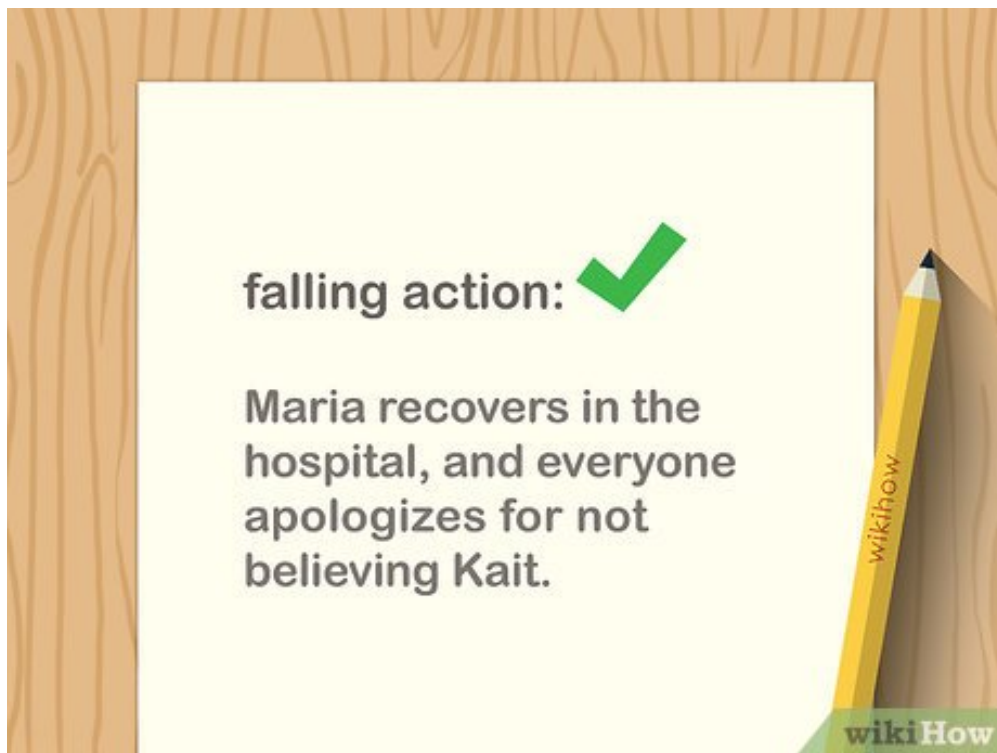 falling action:
Maria recovers in the
hospital, and everyone
apologizes for not
believing Kait.
wikihow
wikiHow